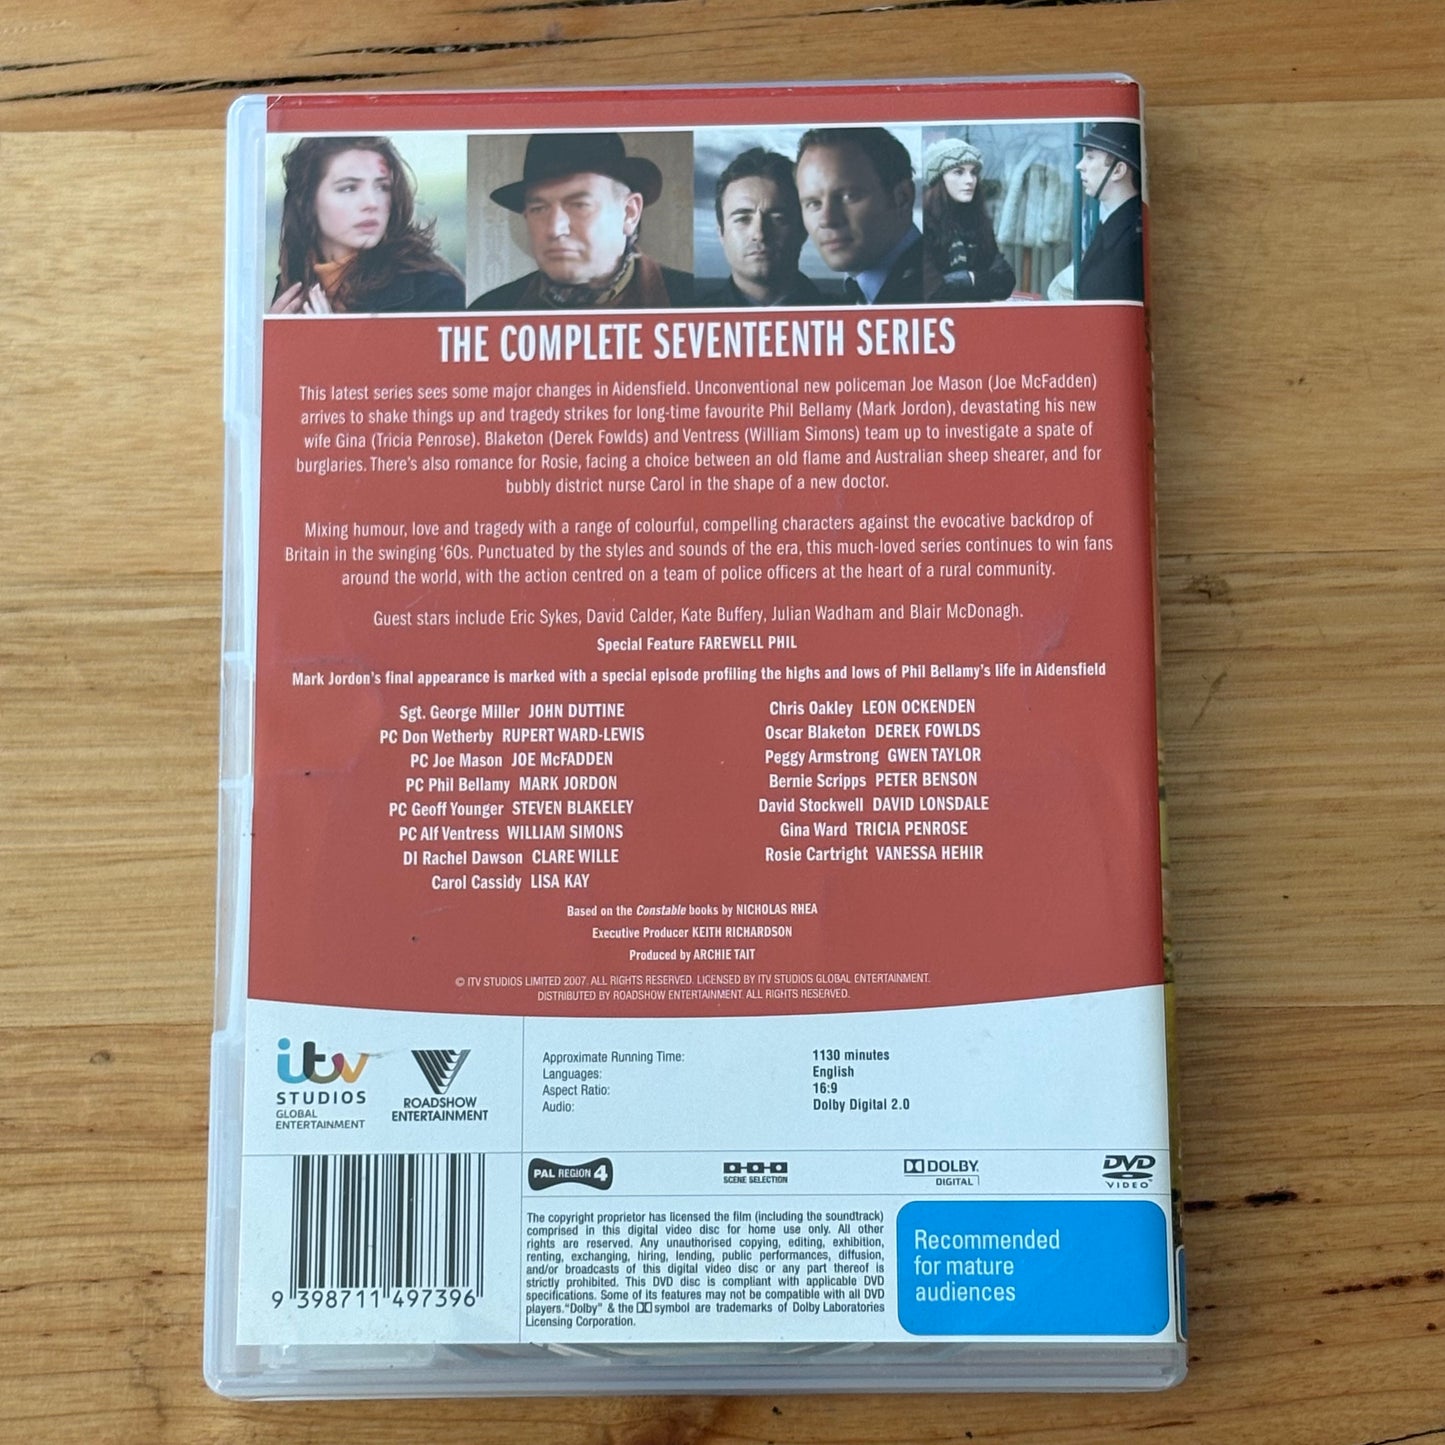 THE COMPLETE SEVENTEENTH SERIES
This latest series sees some major changes in Aidensfield. Unconventional new policeman Joe Mason (Joe McFadden)
arrives to shake things up and tragedy strikes for long-time favourite Phil Bellamy (Mark Jordon), devastating his new
wife Gina (Tricia Penrose). Blaketon (Derek Fowlds) and Ventress (William Simons) team up to investigate a spate of
burglaries. There's also romance for Rosie, facing a choice between an old flame and Australian sheep shearer, and for
bubbly district nurse Carol in the shape of a new doctor.
Mixing humour, love and tragedy with a range of colourful, compelling characters against the evocative backdrop of
Britain in the swinging '60s. Punctuated by the styles and sounds of the era, this much-loved series continues to win fans
around the world, with the action centred on a team of police officers at the heart of a rural community.
Guest stars include Eric Sykes, David Calder, Kate Buffery, Julian Wadham and Blair McDonagh.
Special Feature FAREWELL PHIL
Mark Jordon's final appearance is marked with a special episode profiling the highs and lows of Phil Bellamy's life in Aidensfield
Sgt. George Miller JOHN DUTTINE
PC Don Wetherby RUPERT WARD-LEWIS
PC Joe Mason JOE McFADDEN
PC Phil Bellamy MARK JORDON
PC Geoff Younger STEVEN BLAKELEY
PC Alf Ventress WILLIAM SIMONS
DI Rachel Dawson CLARE WILLE
Carol Cassidy LISA KAY
Chris Oakley LEON OCKENDEN
Oscar Blaketon DEREK FOWLDS
Peggy Armstrong GWEN TAYLOR
Bernie Scripps PETER BENSON
David Stockwell DAVID LONSDALE
Gina Ward TRICIA PENROSE
Rosie Cartright VANESSA HEHIR
Based on the Constable books by NICHOLAS RHEA
Executive Producer KEITH RICHARDSON
Produced by ARCHIE TAIT
© ITV STUDIOS LIMITED 2007. ALL RIGHTS RESERVED. LICENSED BY ITV STUDIOS GLOBAL ENTERTAINMENT.
DISTRIBUTED BY ROADSHOW ENTERTAINMENT. ALL RIGHTS RESERVED.
itv
STUDIOS
GLOBAL
ENTERTAINMENT
ROADSHOW
ENTERTAINMENT
Approximate Running Time: 1130 minutes
Languages: English
Aspect Ratio: 16:9
Audio: Dolby Digital 2.0
PAL REGION 4
SCENE SELECTION
DOLBY
DIGITAL
DVD
VIDEO
9 398711 497396
The copyright proprietor has licensed the film (including the soundtrack)
comprised in this digital video disc for home use only. All other
rights are reserved. Any unauthorised copying, editing, exhibition,
renting, exchanging, hiring, lending, public performances, diffusion,
and/or broadcasts of this digital video disc or any part thereof is
strictly prohibited. This DVD disc is compliant with applicable DVD
specifications. Some of its features may not be compatible with all DVD
players. "Dolby" & the symbol are trademarks of Dolby Laboratories
Licensing Corporation.
Recommended
for mature
audiences